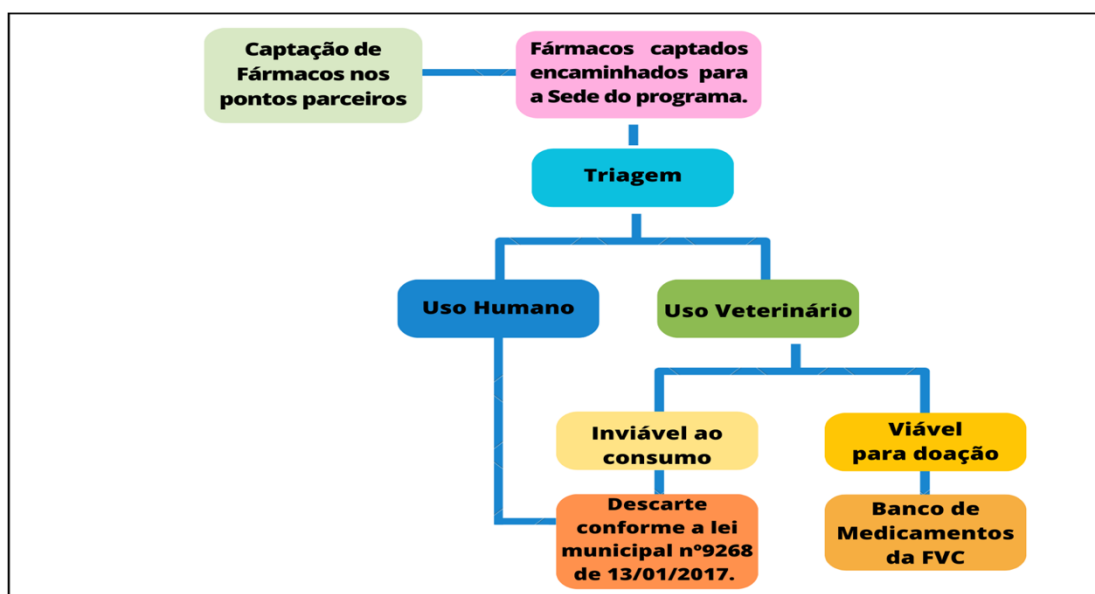 Captação de
Fármacos nos
pontos parceiros
Fármacos captados
encaminhados para
a Sede do programa.
Triagem
Uso Humano
Uso Veterinário
Inviável ao
consumo
Viável
para doação
Descarte
conforme a lei
municipal nº9268
de 13/01/2017.
Banco de
Medicamentos
da FVC